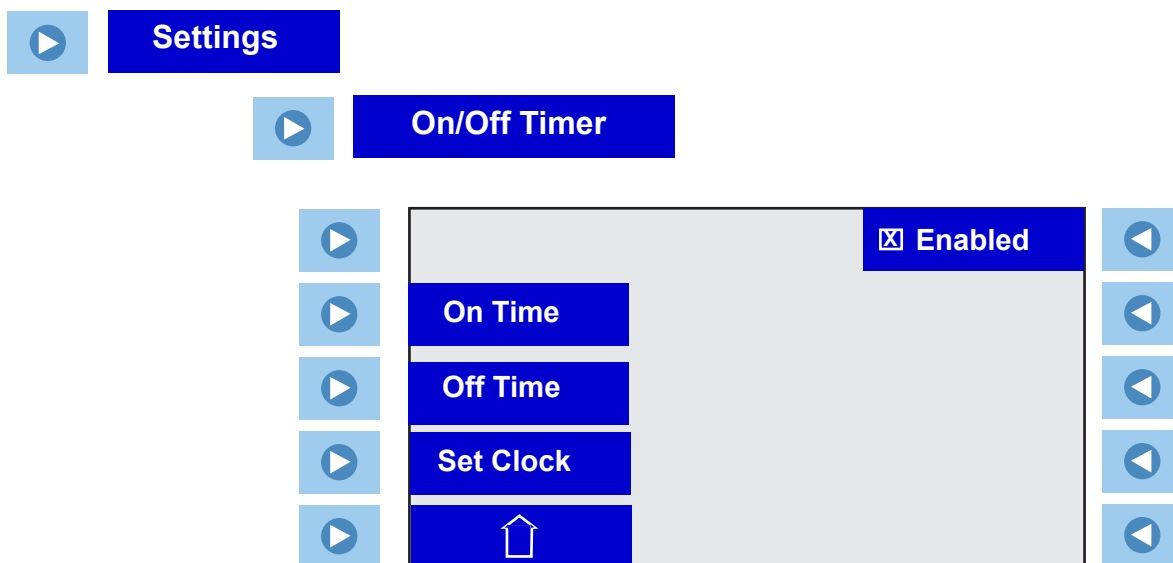 Settings
On/Off Timer
☒ Enabled
On Time
Off Time
Set Clock